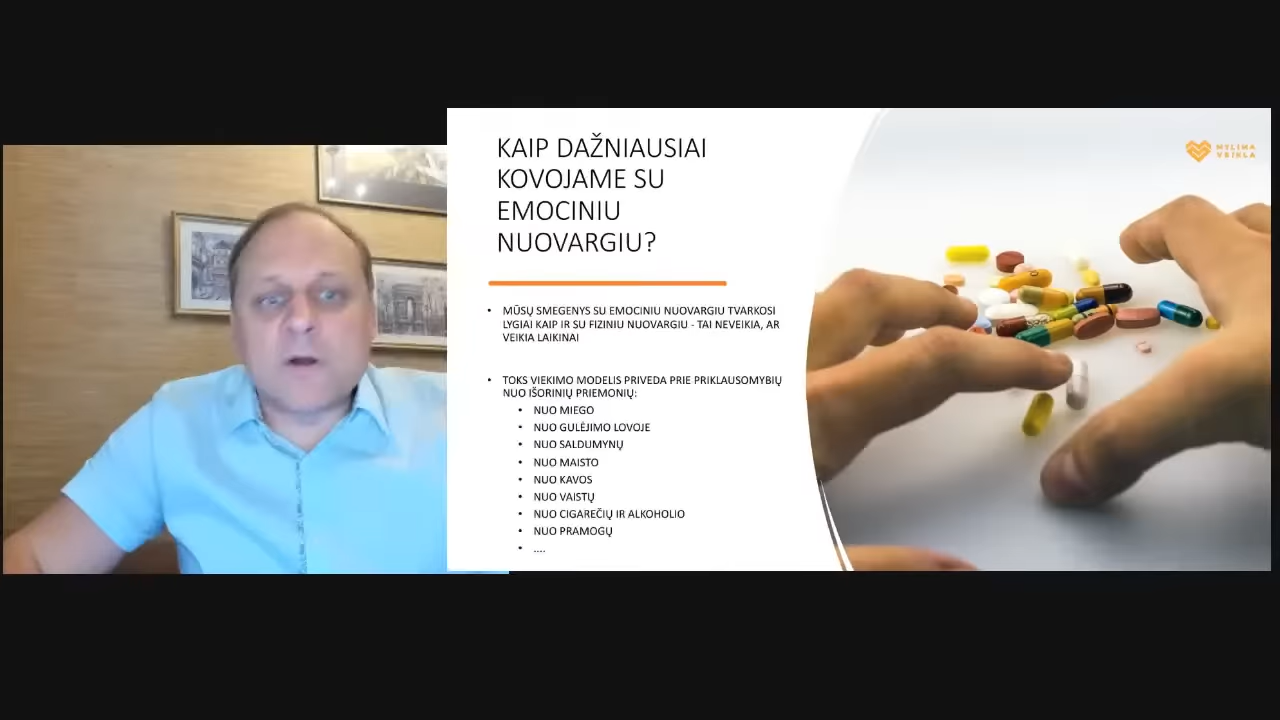 KAIP DAŽNIAUSIAI
KOVOJAME SU
EMOCINIU
NUOVARGIU?
MYLIMA
VEIKLA
• MŪSŲ SMEGENYS SU EMOCINIU NUOVARGIU TVARKOSI
LYGIAI KAIP IR SU FIZINIU NUOVARGIU - TAI NEVEIKIA, AR
VEIKIA LAIKINAI
• TOKS VIEKIMO MODELIS PRIVEDA PRIE PRIKLAUSOMYBIŲ
NUO IŠORINIŲ PRIEMONIŲ:
• NUO MIEGO
• NUO GULĖJIMO LOVOJE
• NUO SALDUMYNŲ
• NUO MAISTO
• NUO KAVOS
• NUO VAISTŲ
• NUO CIGAREČIŲ IR ALKOHOLIO
• NUO PRAMOGŲ
• ....